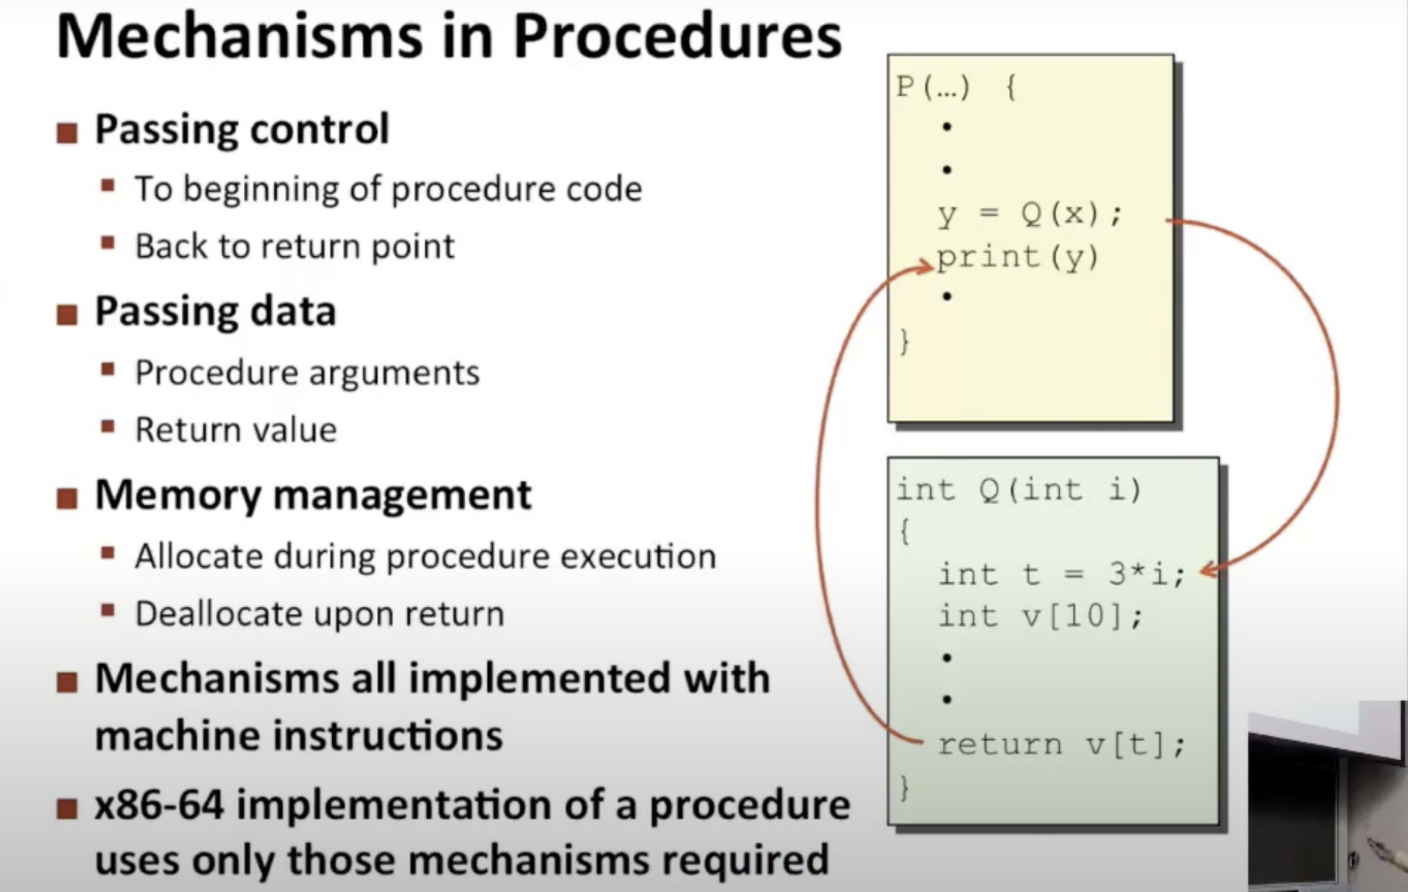 Mechanisms in Procedures
Passing control
To beginning of procedure code
Back to return point
Passing data
Procedure arguments
Return value
Memory management
Allocate during procedure execution
Deallocate upon return
Mechanisms all implemented with
machine instructions
x86-64 implementation of a procedure
uses only those mechanisms required
P(…) {
•
•
y = Q(x);
print(y)
•
}
int Q(int i)
{
int t = 3*i;
int v[10];
•
•
return v[t];
}